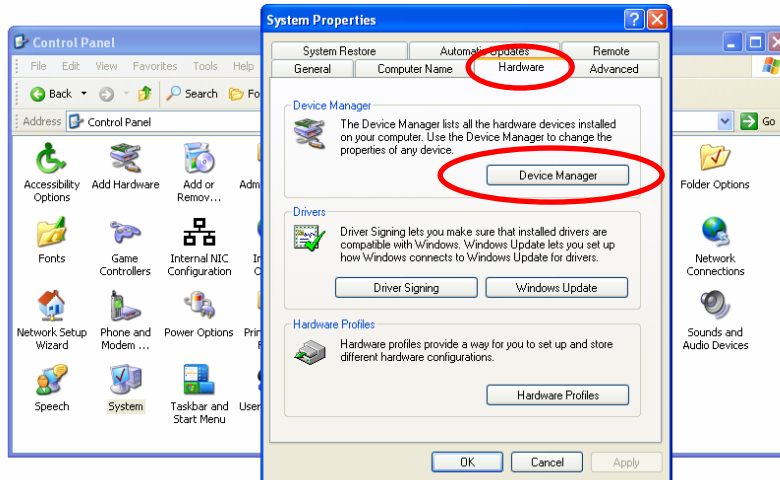 System Properties
Control Panel
File Edit View Favorites Tools Help
Back Search
Address Control Panel
Go
System Restore Automatic Updates Remote
General Computer Name Hardware Advanced
Device Manager
The Device Manager lists all the hardware devices installed
on your computer. Use the Device Manager to change the
properties of any device.
Device Manager
Drivers
Driver Signing lets you make sure that installed drivers are
compatible with Windows. Windows Update lets you set up
how Windows connects to Windows Update for drivers.
Driver Signing Windows Update
Hardware Profiles
Hardware profiles provide a way for you to set up and store
different hardware configurations.
Hardware Profiles
OK Cancel Apply
Accessibility
Options
Add Hardware
Add or
Remov...
Adm
Folder Options
Fonts
Game
Controllers
Internal NIC
Configuration
Network
Connections
Network Setup
Wizard
Phone and
Modem ...
Power Options
Prin
Sounds and
Audio Devices
Speech
System
Taskbar and
Start Menu
User